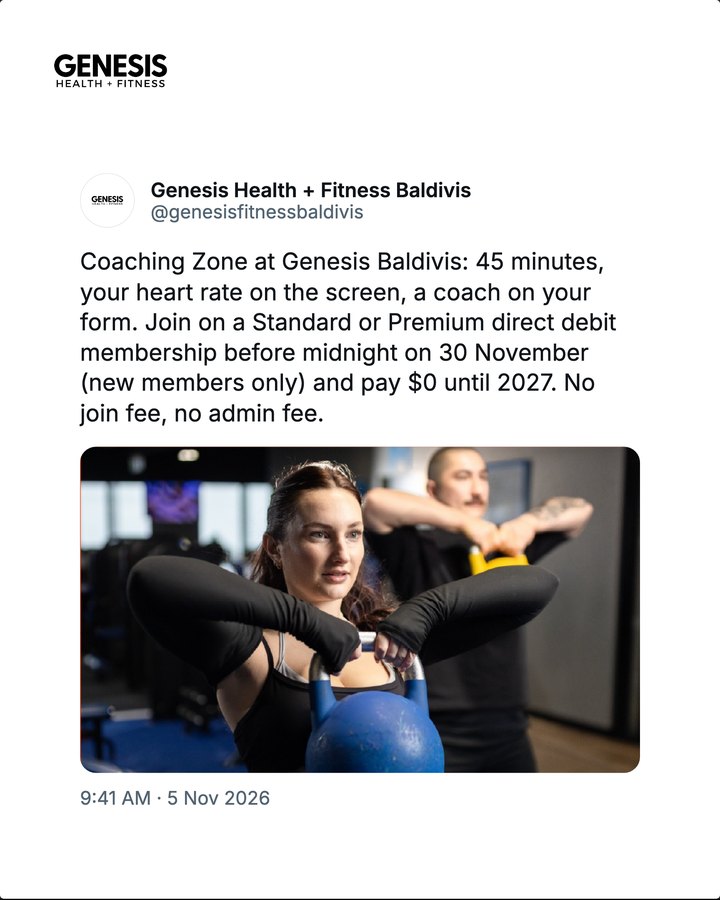 GENESIS
HEALTH + FITNESS
GENESIS
HEALTH + FITNESS
Genesis Health + Fitness Baldivis
@genesisfitnessbaldivis
Coaching Zone at Genesis Baldivis: 45 minutes,
your heart rate on the screen, a coach on your
form. Join on a Standard or Premium direct debit
membership before midnight on 30 November
(new members only) and pay $0 until 2027. No
join fee, no admin fee.
9:41 AM · 5 Nov 2026